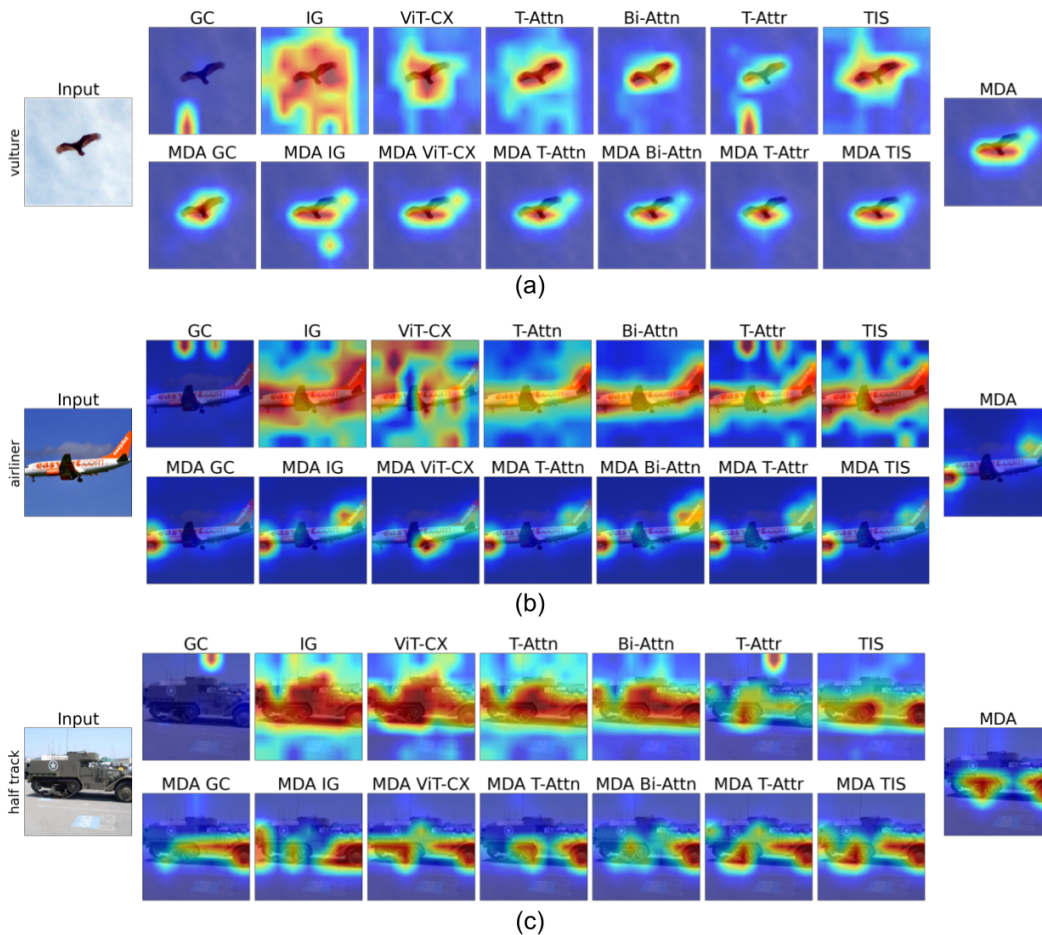 GC IG ViT-CX T-Attn Bi-Attn T-Attr TIS
Input
MDA
vulture
MDA GC MDA IG MDA ViT-CX MDA T-Attn MDA Bi-Attn MDA T-Attr MDA TIS
(a)
GC IG ViT-CX T-Attn Bi-Attn T-Attr TIS
Input
MDA
airliner
MDA GC MDA IG MDA ViT-CX MDA T-Attn MDA Bi-Attn MDA T-Attr MDA TIS
(b)
GC IG ViT-CX T-Attn Bi-Attn T-Attr TIS
Input
MDA
half track
MDA GC MDA IG MDA ViT-CX MDA T-Attn MDA Bi-Attn MDA T-Attr MDA TIS
(c)